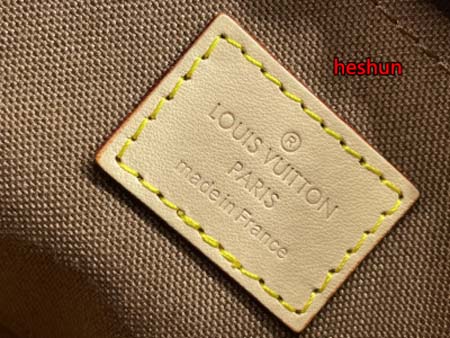 heshun
®
LOUIS VUITTON
PARIS
made in France